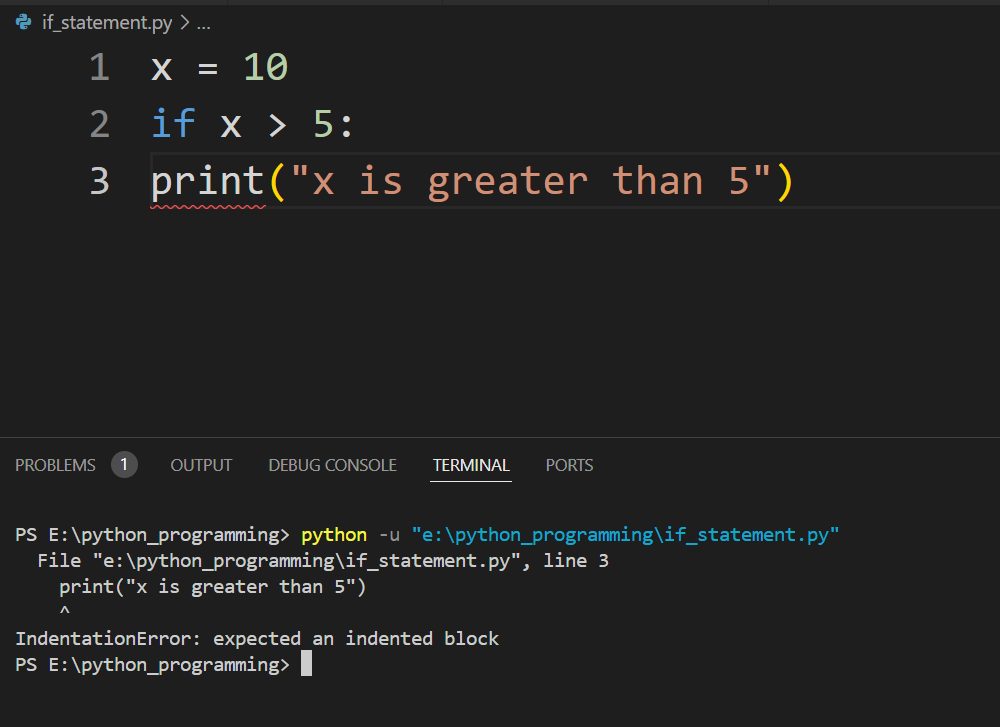 if_statement.py > ...
1 x = 10
2 if x > 5:
3 print("x is greater than 5")
PROBLEMS 1 OUTPUT DEBUG CONSOLE TERMINAL PORTS
PS E:\python_programming> python -u "e:\python_programming\if_statement.py"
  File "e:\python_programming\if_statement.py", line 3
    print("x is greater than 5")
    ^
IndentationError: expected an indented block
PS E:\python_programming>